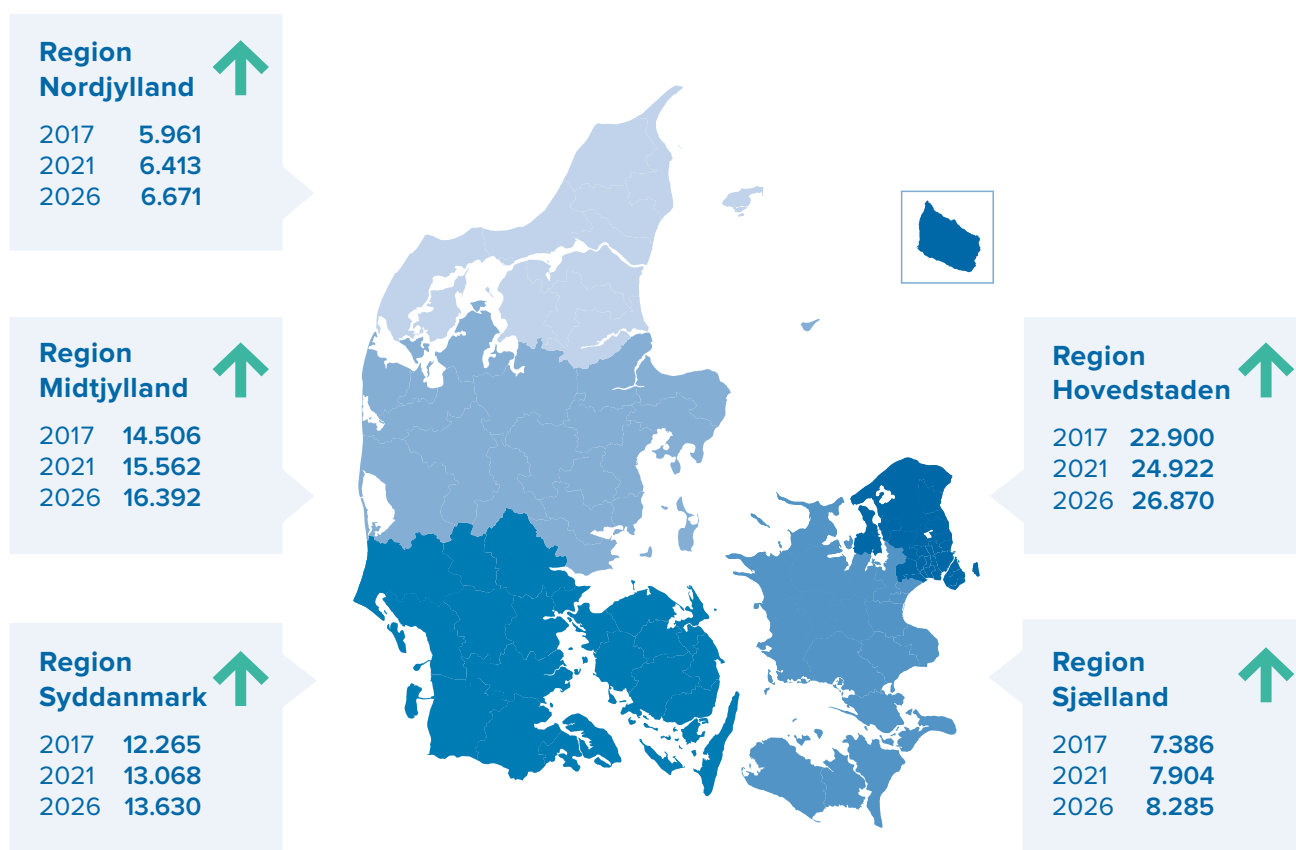 Region
Nordjylland
2017 5.961
2021 6.413
2026 6.671
Region
Midtjylland
2017 14.506
2021 15.562
2026 16.392
Region
Syddanmark
2017 12.265
2021 13.068
2026 13.630
Region
Hovedstaden
2017 22.900
2021 24.922
2026 26.870
Region
Sjælland
2017 7.386
2021 7.904
2026 8.285